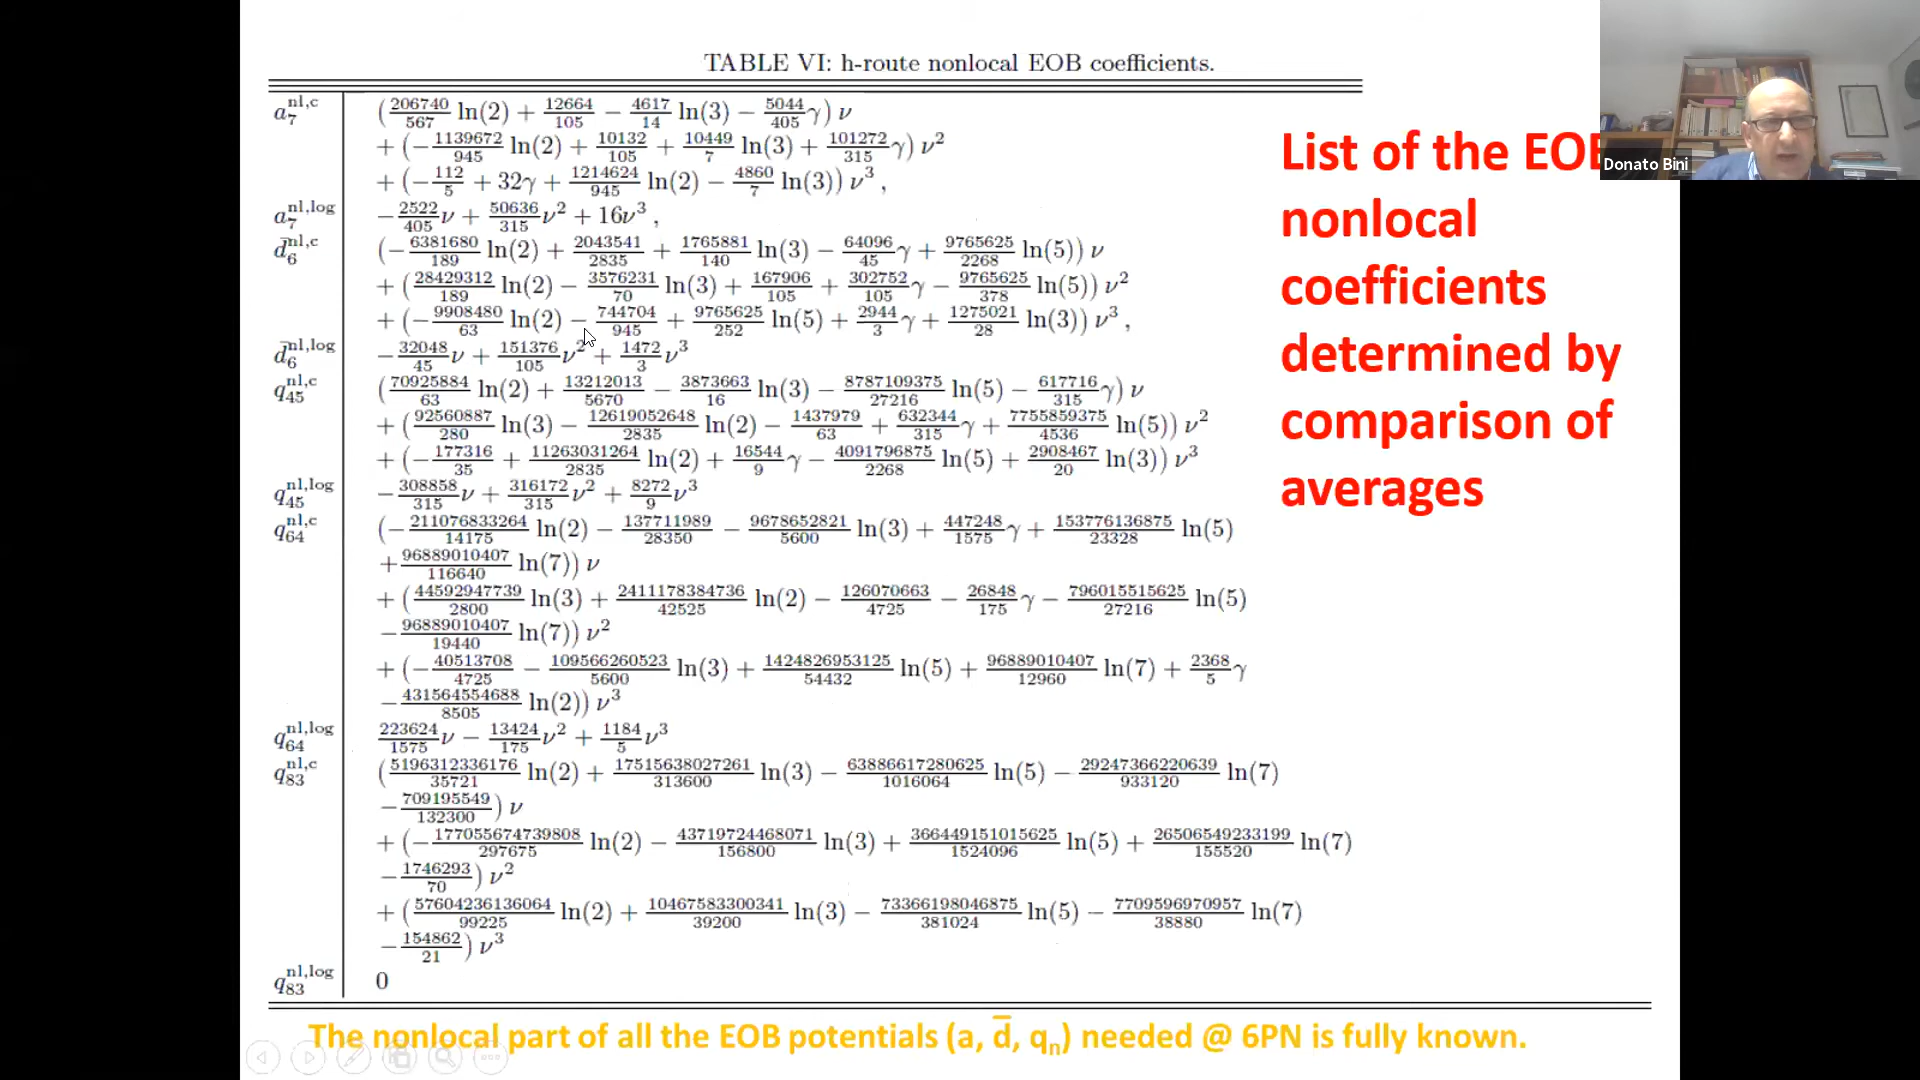 TABLE VI: h-route nonlocal EOB coefficients.
a_7^{nl,c} (206740/567 ln(2) + 12664/105 − 4617/14 ln(3) − 5044/405 γ) ν
+ (−1139672/945 ln(2) + 10132/105 + 10449/7 ln(3) + 101272/315 γ) ν²
+ (−112/5 + 32γ + 1214624/945 ln(2) − 4860/7 ln(3)) ν³ ,
a_7^{nl,log} −2522/405 ν + 50636/315 ν² + 16ν³ ,
d̄_6^{nl,c} (−6381680/189 ln(2) + 2043541/2835 + 1765881/140 ln(3) − 64096/45 γ + 9765625/2268 ln(5)) ν
+ (28429312/189 ln(2) − 3576231/70 ln(3) + 167906/105 + 302752/105 γ − 9765625/378 ln(5)) ν²
+ (−9908480/63 ln(2) − 744704/945 + 9765625/252 ln(5) + 2944/3 γ + 1275021/28 ln(3)) ν³ ,
d̄_6^{nl,log} −32048/45 ν + 151376/105 ν² + 1472/3 ν³
q_45^{nl,c} (70925884/63 ln(2) + 13212013/5670 − 3873663/16 ln(3) − 8787109375/27216 ln(5) − 617716/315 γ) ν
+ (92560887/280 ln(3) − 12619052648/2835 ln(2) − 1437979/63 + 632344/315 γ + 7755859375/4536 ln(5)) ν²
+ (−177316/35 + 11263031264/2835 ln(2) + 16544/9 γ − 4091796875/2268 ln(5) + 2908467/20 ln(3)) ν³
q_45^{nl,log} −308858/315 ν + 316172/315 ν² + 8272/9 ν³
q_64^{nl,c} (−211076833264/14175 ln(2) − 137711989/28350 − 9678652821/5600 ln(3) + 447248/1575 γ + 153776136875/23328 ln(5)
+96889010407/116640 ln(7)) ν
+ (44592947739/2800 ln(3) + 2411178384736/42525 ln(2) − 126070663/4725 − 26848/175 γ − 796015515625/27216 ln(5)
−96889010407/19440 ln(7)) ν²
+ (−40513708/4725 − 109566260523/5600 ln(3) + 1424826953125/54432 ln(5) + 96889010407/12960 ln(7) + 2368/5 γ
−431564554688/8505 ln(2)) ν³
q_64^{nl,log} 223624/1575 ν − 13424/175 ν² + 1184/5 ν³
q_83^{nl,c} (5196312336176/35721 ln(2) + 17515638027261/313600 ln(3) − 63886617280625/1016064 ln(5) − 29247366220639/933120 ln(7)
−709195549/132300) ν
+ (−177055674739808/297675 ln(2) − 43719724468071/156800 ln(3) + 366449151015625/1524096 ln(5) + 26506549233199/155520 ln(7)
−1746293/70) ν²
+ (57604236136064/99225 ln(2) + 10467583300341/39200 ln(3) − 73366198046875/381024 ln(5) − 7709596970957/38880 ln(7)
−154862/21) ν³
q_83^{nl,log} 0
List of the EOB
nonlocal
coefficients
determined by
comparison of
averages
Donato Bini
The nonlocal part of all the EOB potentials (a, d̄, qₙ) needed @ 6PN is fully known.